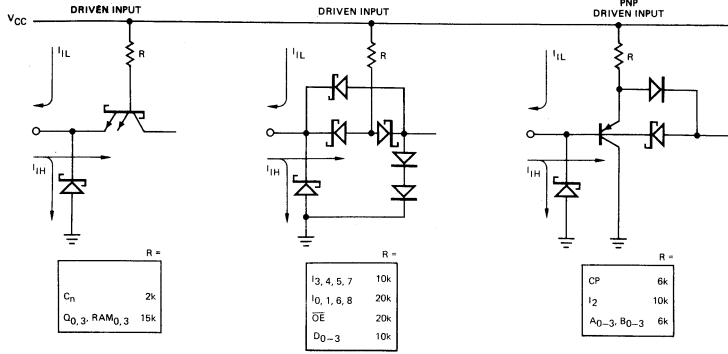 DRIVEN INPUT
DRIVEN INPUT
PNP
DRIVEN INPUT
VCC
R
R
R
IIL
IIL
IIL
IIH
IIH
IIH
R =
Cn 2k
Q0, 3, RAM0, 3 15k
R =
I3, 4, 5, 7 10k
I0, 1, 6, 8 20k
OE 20k
D0–3 10k
R =
CP 6k
I2 10k
A0–3, B0–3 6k